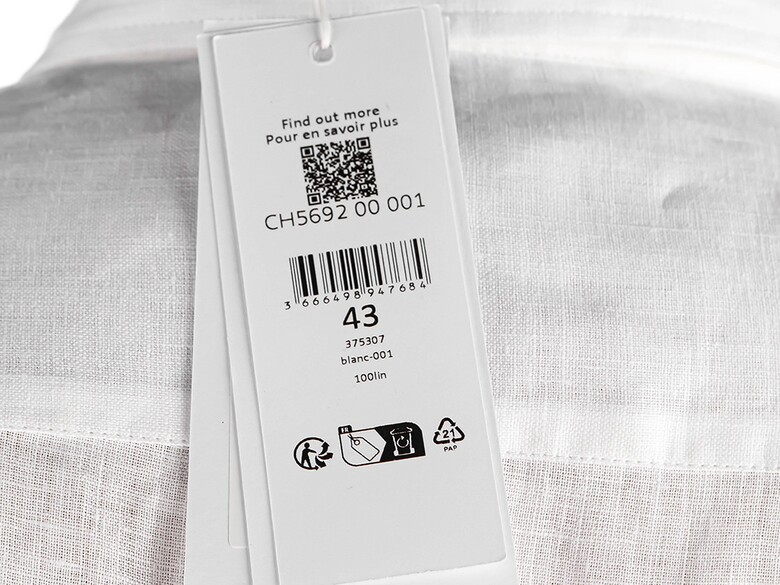 Find out more
Pour en savoir plus
CH5692 00 001
3 666498 947684
43
375307
blanc-001
100lin
FR
21
PAP